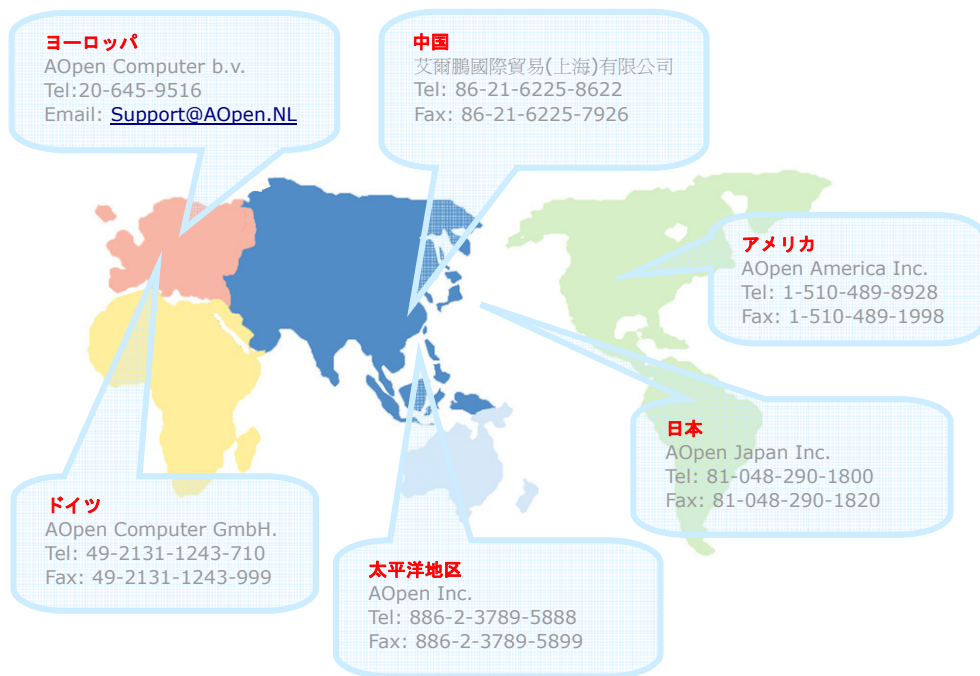 ヨーロッパ
AOpen Computer b.v.
Tel:20-645-9516
Email: Support@AOpen.NL
中国
艾爾鵬國際貿易(上海)有限公司
Tel: 86-21-6225-8622
Fax: 86-21-6225-7926
アメリカ
AOpen America Inc.
Tel: 1-510-489-8928
Fax: 1-510-489-1998
日本
AOpen Japan Inc.
Tel: 81-048-290-1800
Fax: 81-048-290-1820
ドイツ
AOpen Computer GmbH.
Tel: 49-2131-1243-710
Fax: 49-2131-1243-999
太平洋地区
AOpen Inc.
Tel: 886-2-3789-5888
Fax: 886-2-3789-5899